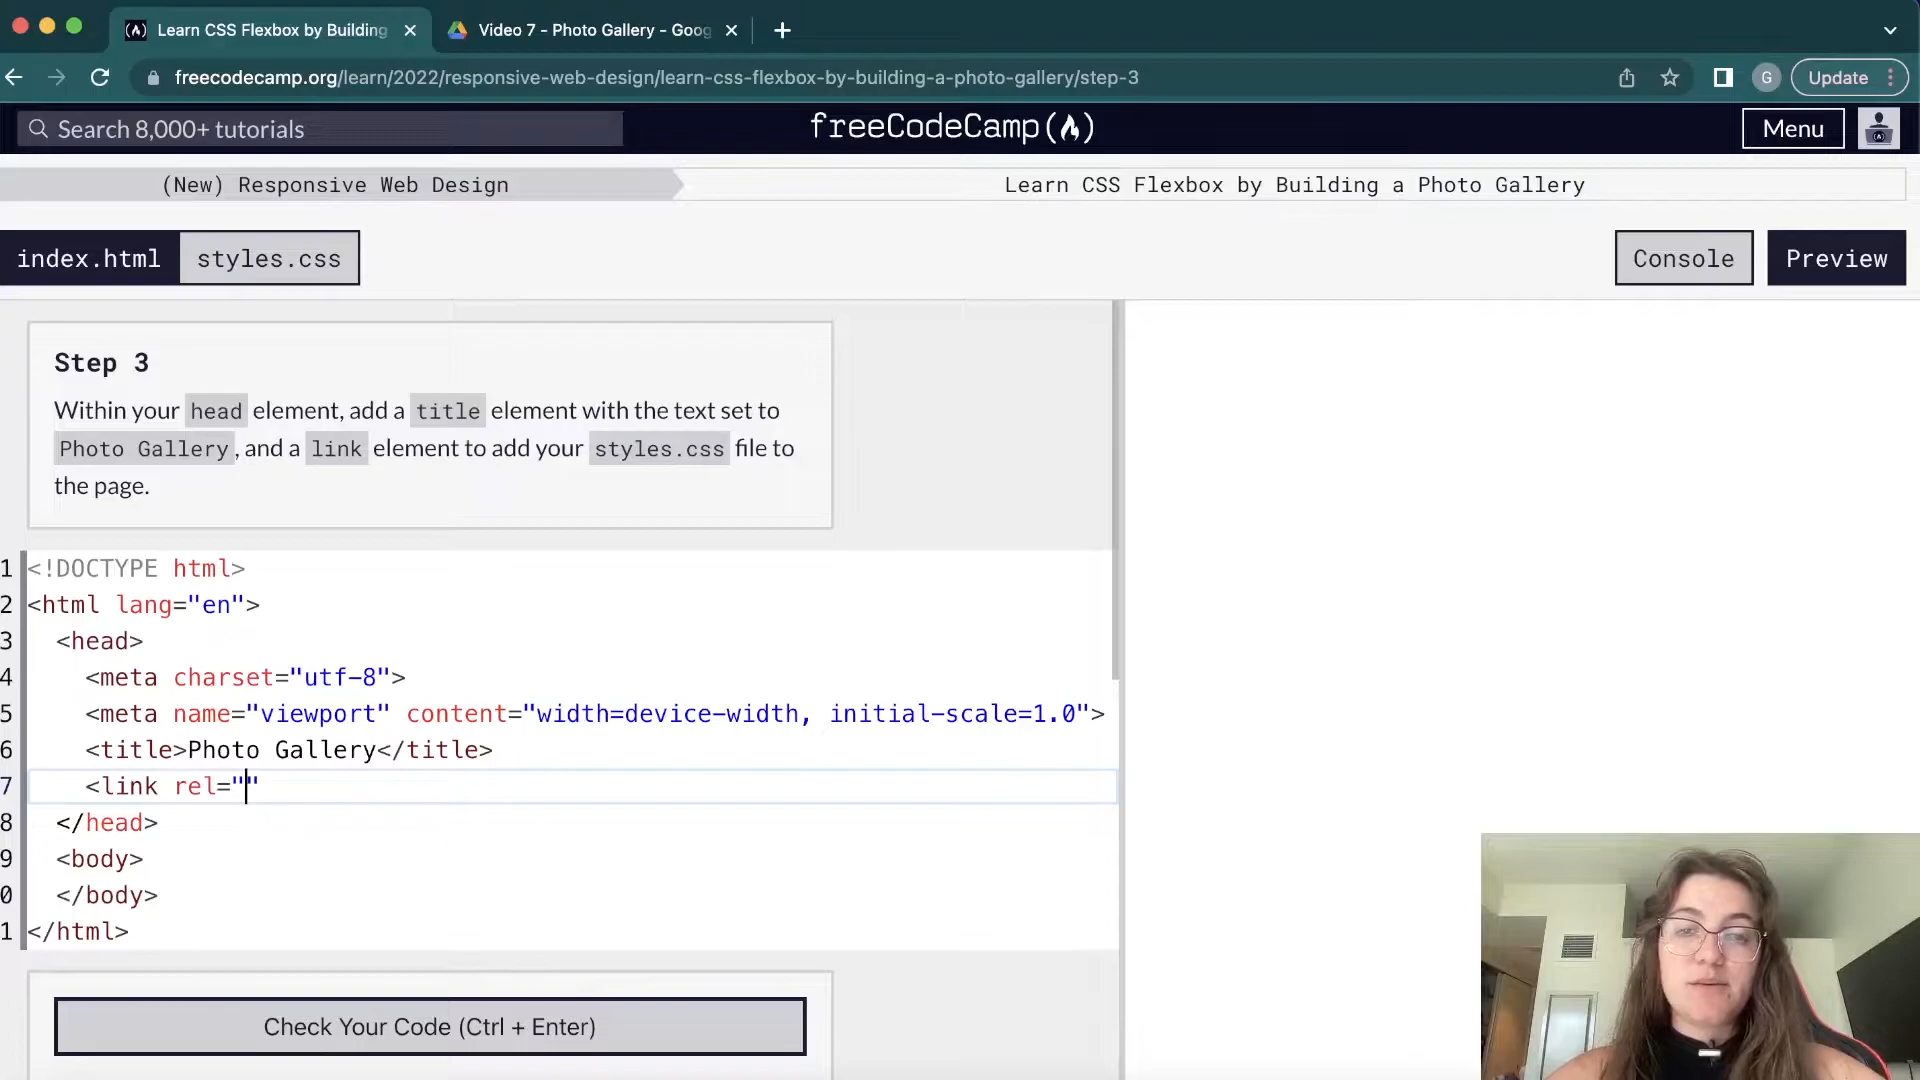 Learn CSS Flexbox by Building
Video 7 - Photo Gallery - Goog
freecodecamp.org/learn/2022/responsive-web-design/learn-css-flexbox-by-building-a-photo-gallery/step-3
G
Update
Search 8,000+ tutorials
freeCodeCamp
Menu
(New) Responsive Web Design
Learn CSS Flexbox by Building a Photo Gallery
index.html
styles.css
Console
Preview
Step 3
Within your head element, add a title element with the text set to
Photo Gallery, and a link element to add your styles.css file to
the page.
1 <!DOCTYPE html>
2 <html lang="en">
3 <head>
4 <meta charset="utf-8">
5 <meta name="viewport" content="width=device-width, initial-scale=1.0">
6 <title>Photo Gallery</title>
7 <link rel=""
8 </head>
9 <body>
0 </body>
1 </html>
Check Your Code (Ctrl + Enter)